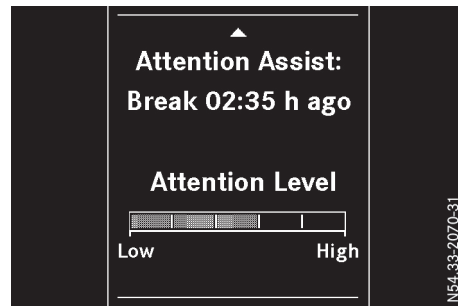 Attention Assist:
Break 02:35 h ago
Attention Level
Low High
N54.33-2070-31